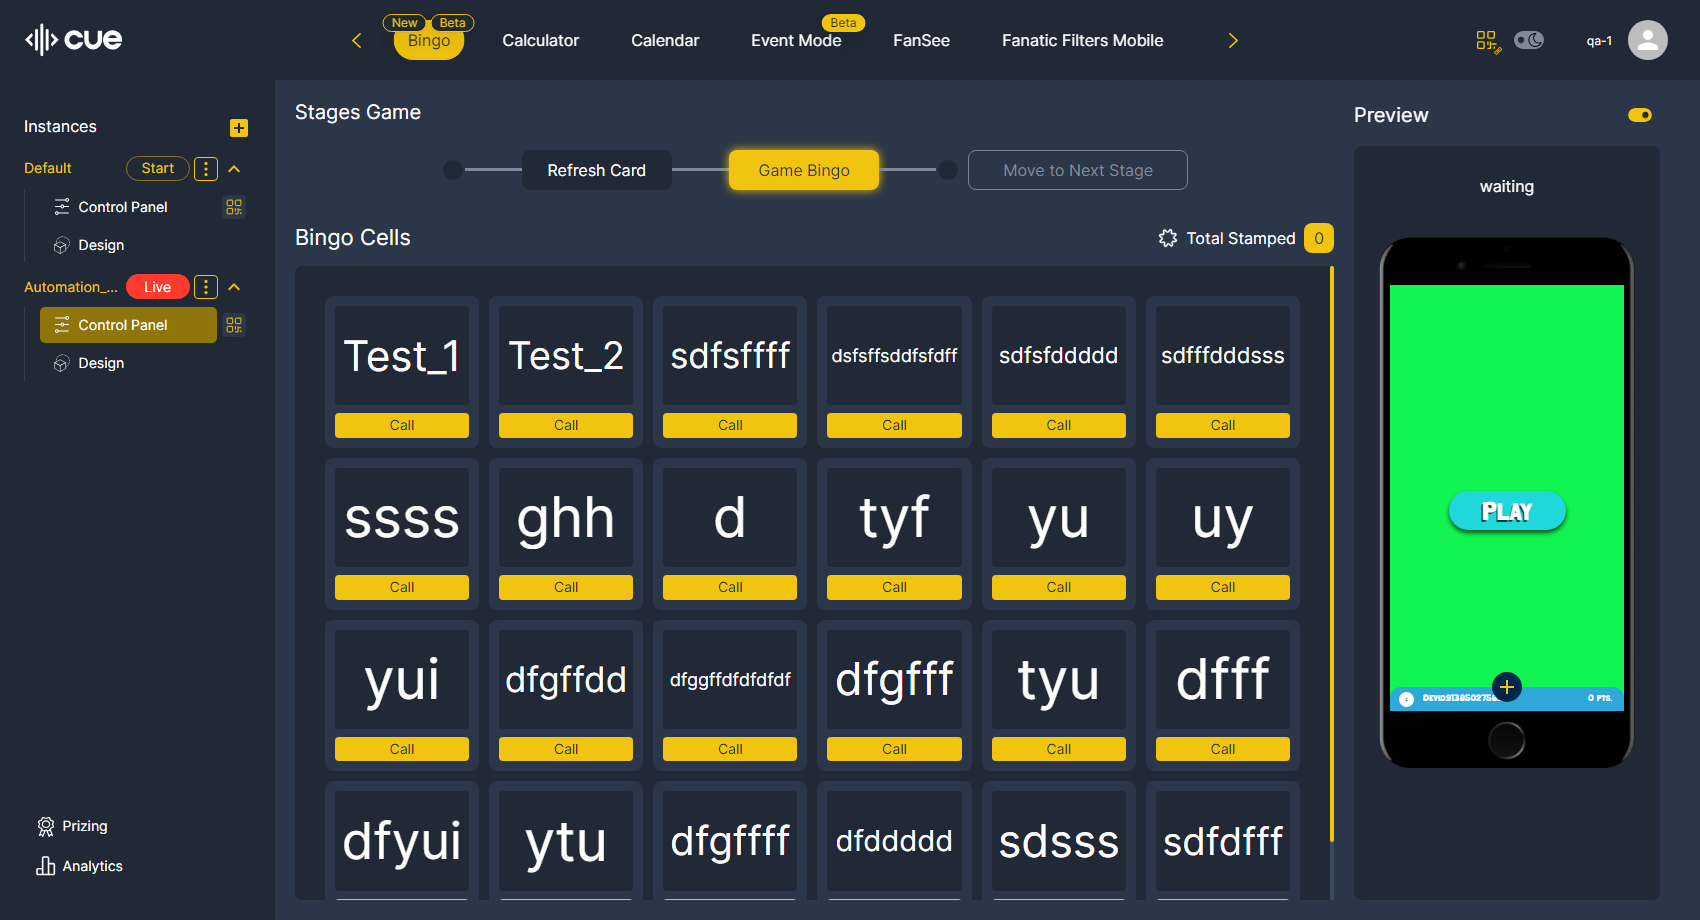 cue
New
Beta
Bingo
Calculator
Calendar
Event Mode
Beta
FanSee
Fanatic Filters Mobile
qa-1
Instances
Default
Start
Control Panel
Design
Automation_...
Live
Control Panel
Design
Prizing
Analytics
Stages Game
Refresh Card
Game Bingo
Move to Next Stage
Bingo Cells
Total Stamped 0
Test_1
Test_2
sdfsffff
dsfsffsddfsfdff
sdfsfddddd
sdfffdddsss
Call
Call
Call
Call
Call
Call
ssss
ghh
d
tyf
yu
uy
Call
Call
Call
Call
Call
Call
yui
dfgffdd
dfggffdfdfdfdf
dfgfff
tyu
dfff
Call
Call
Call
Call
Call
Call
dfyui
ytu
dfgffff
dfddddd
sdsss
sdfdfff
Preview
waiting
PLAY
0 PTS.